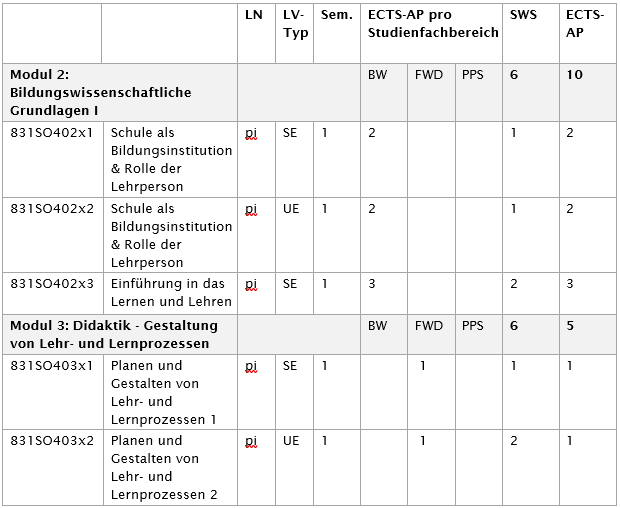 LN LV-Typ Sem. ECTS-AP pro Studienfachbereich SWS ECTS-AP
Modul 2: Bildungswissenschaftliche Grundlagen I BW FWD PPS 6 10
831SO402x1 Schule als Bildungsinstitution & Rolle der Lehrperson pi SE 1 2 1 2
831SO402x2 Schule als Bildungsinstitution & Rolle der Lehrperson pi UE 1 2 1 2
831SO402x3 Einführung in das Lernen und Lehren pi SE 1 3 2 3
Modul 3: Didaktik - Gestaltung von Lehr- und Lernprozessen BW FWD PPS 6 5
831SO403x1 Planen und Gestalten von Lehr- und Lernprozessen 1 pi SE 1 1 1 1
831SO403x2 Planen und Gestalten von Lehr- und Lernprozessen 2 pi UE 1 1 2 1